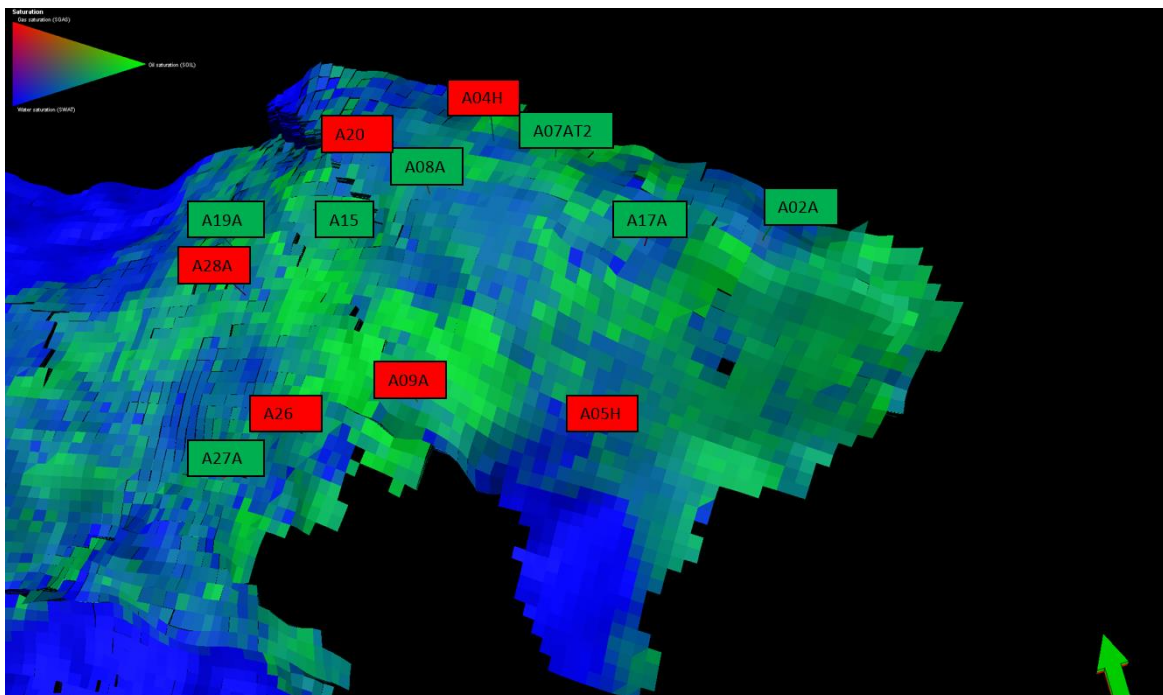 Saturation
Gas saturation (SGAS)
Oil saturation (SOIL)
Water saturation (SWAT)
A04H
A20
A07AT2
A08A
A19A
A15
A17A
A02A
A28A
A09A
A26
A05H
A27A